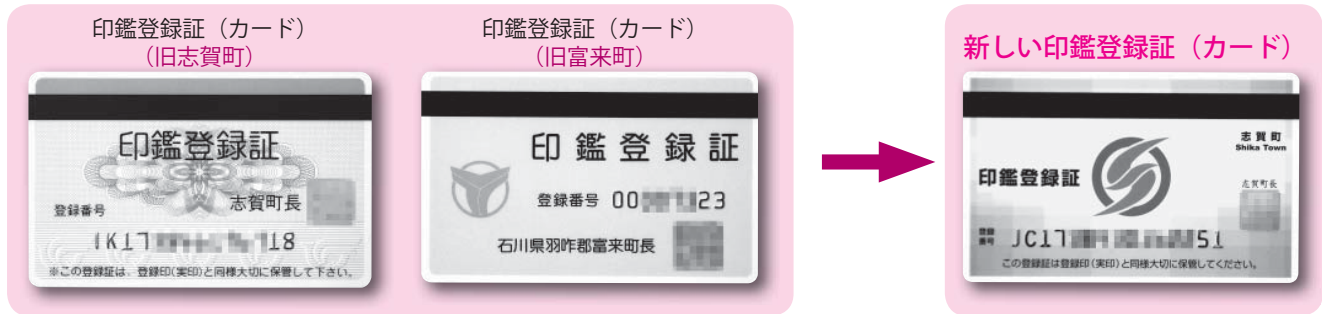 印鑑登録証（カード）
（旧志賀町）
印鑑登録証
志賀町長
登録番号
1K17 18
※この登録証は、登録印(実印)と同様大切に保管して下さい。
印鑑登録証（カード）
（旧富来町）
印鑑登録証
登録番号 00 23
石川県羽咋郡富来町長
新しい印鑑登録証（カード）
志賀町
Shika Town
印鑑登録証
志賀町長
登録番号 JC17 51
この登録証は登録印(実印)と同様大切に保管してください。